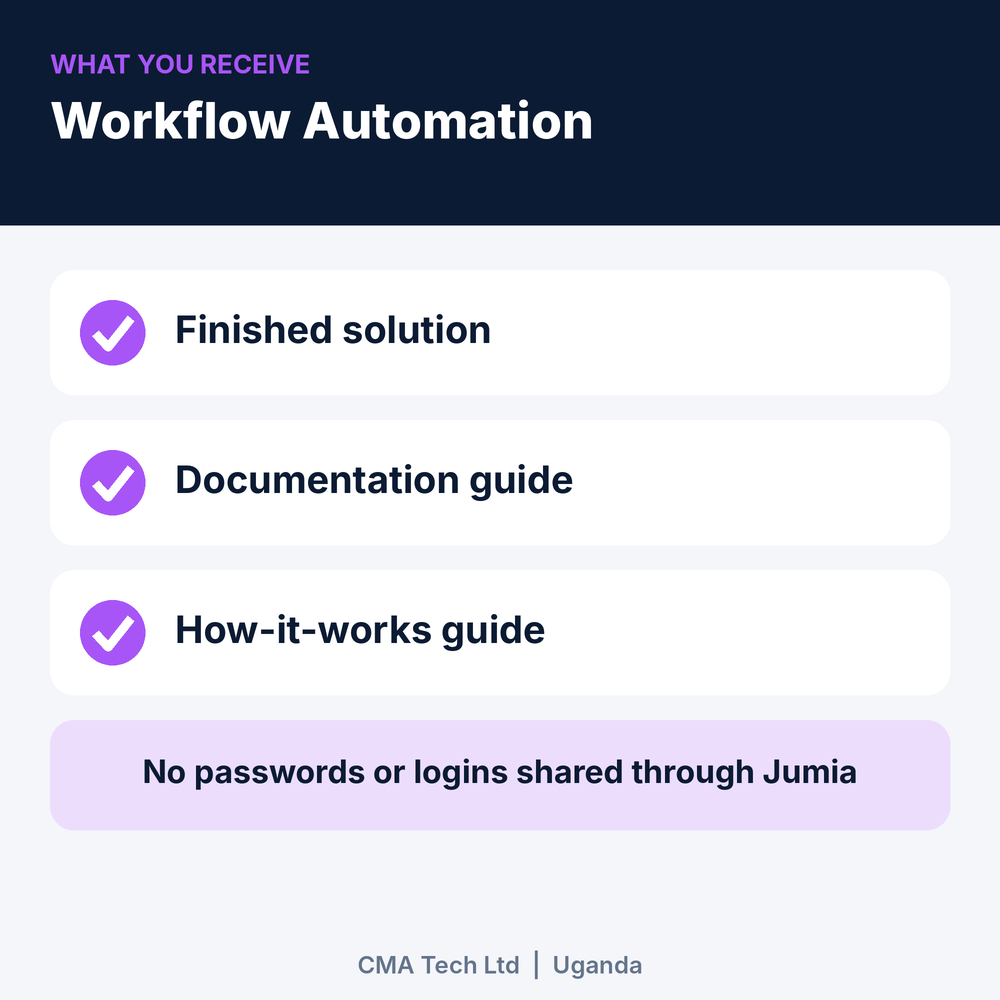 WHAT YOU RECEIVE
Workflow Automation
Finished solution
Documentation guide
How-it-works guide
No passwords or logins shared through Jumia
CMA Tech Ltd | Uganda